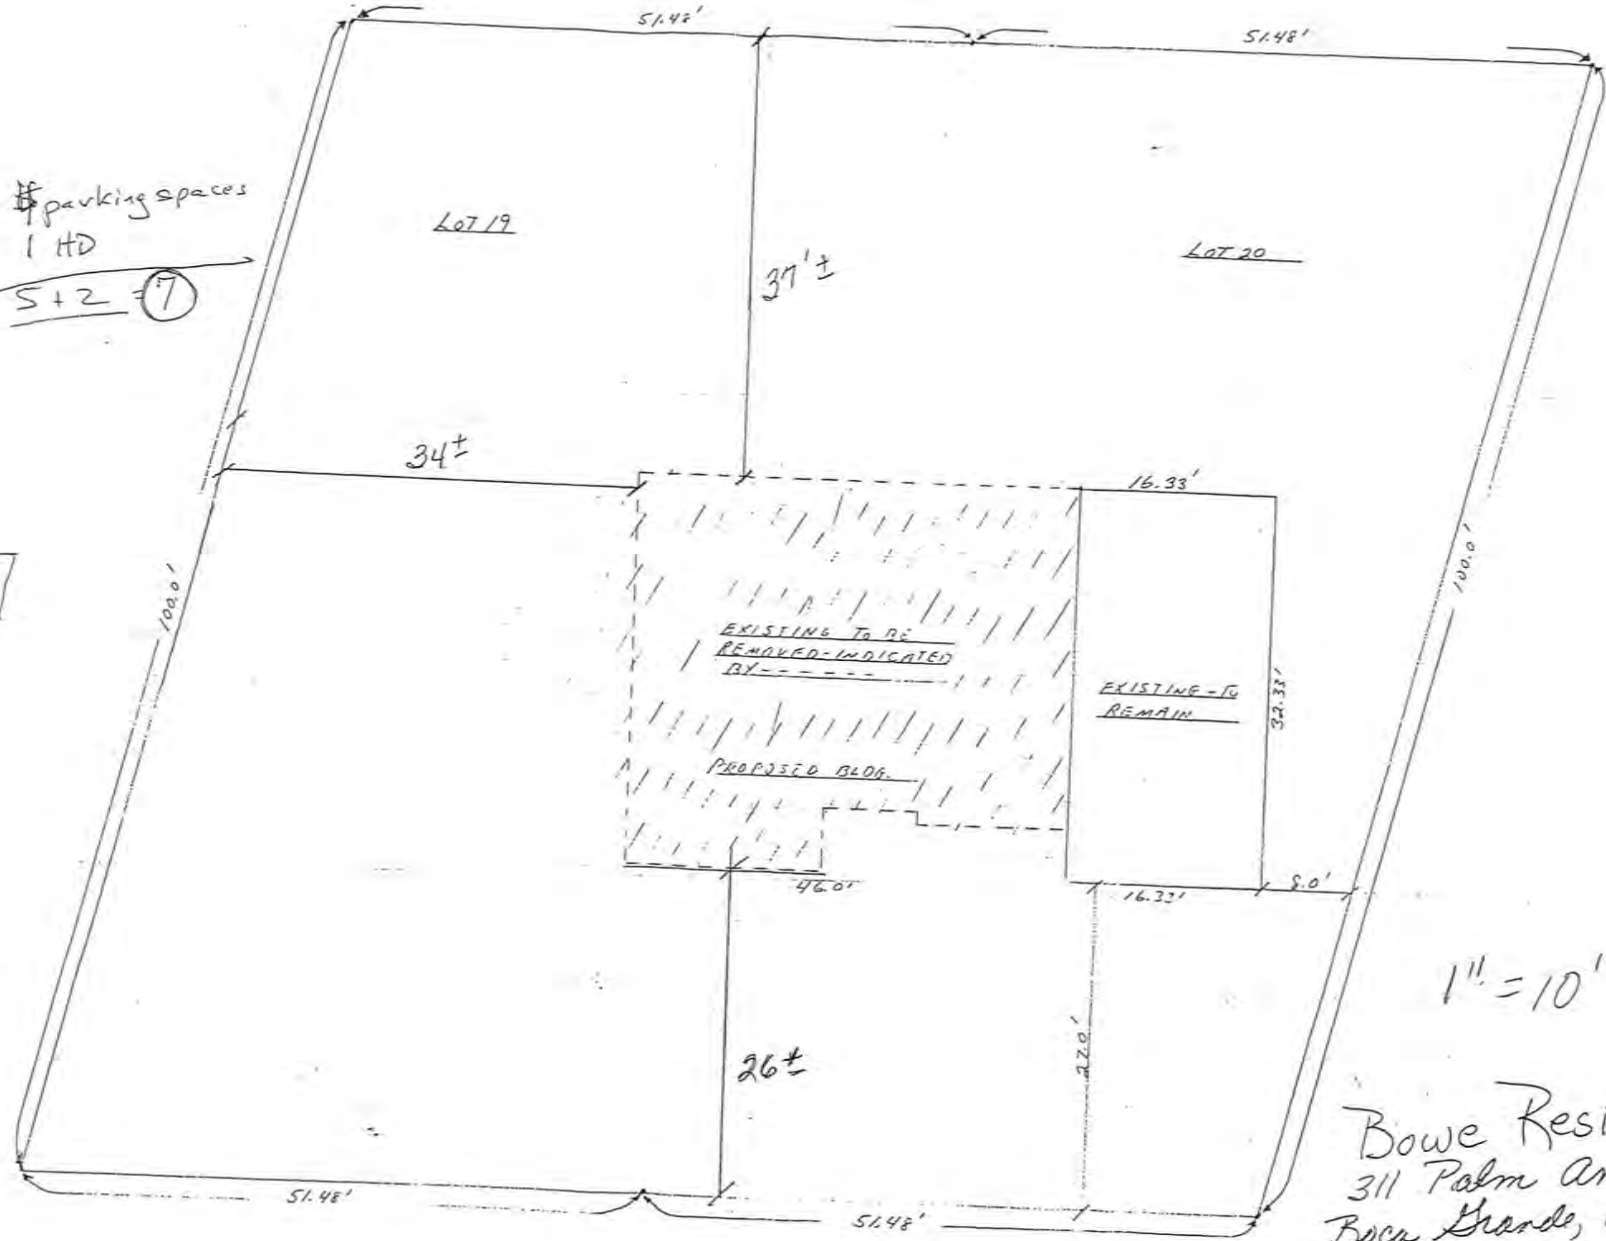 51.48'
51.48'
# parking spaces
1 HD
5 + 2 = 7
LOT 19
LOT 20
37'±
34±
16.33'
100.0'
100.0'
EXISTING TO BE
REMOVED-INDICATED
BY------
EXISTING-TO
REMAIN
32.33'
PROPOSED BLDG.
46.0'
16.33'
8.0'
1" = 10'
26±
27.0'
Bowe Resi
311 Palm
Boca Grande,
51.48'
51.48'